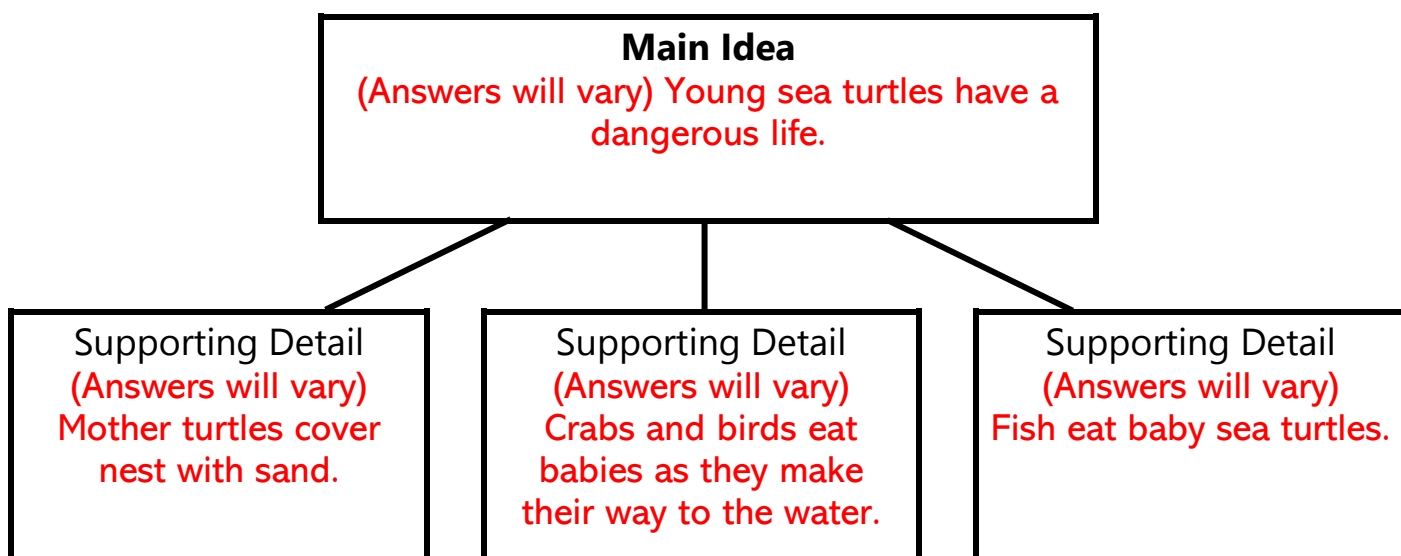 Main Idea
(Answers will vary) Young sea turtles have a
dangerous life.
Supporting Detail
(Answers will vary)
Mother turtles cover
nest with sand.
Supporting Detail
(Answers will vary)
Crabs and birds eat
babies as they make
their way to the water.
Supporting Detail
(Answers will vary)
Fish eat baby sea turtles.